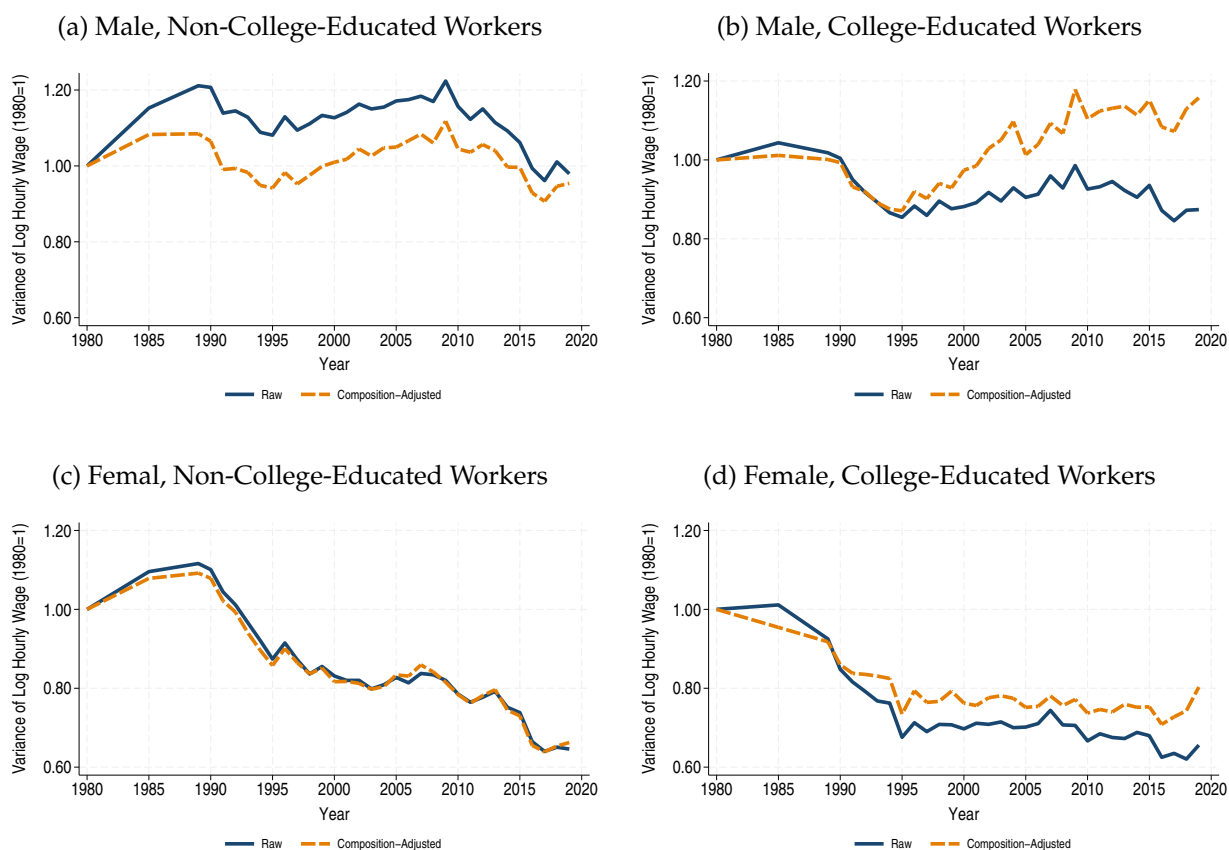 (a) Male, Non-College-Educated Workers
Variance of Log Hourly Wage (1980=1)
1.20
1.00
0.80
0.60
1980 1985 1990 1995 2000 2005 2010 2015 2020
Year
Raw Composition-Adjusted
(b) Male, College-Educated Workers
Variance of Log Hourly Wage (1980=1)
1.20
1.00
0.80
0.60
1980 1985 1990 1995 2000 2005 2010 2015 2020
Year
Raw Composition-Adjusted
(c) Femal, Non-College-Educated Workers
Variance of Log Hourly Wage (1980=1)
1.20
1.00
0.80
0.60
1980 1985 1990 1995 2000 2005 2010 2015 2020
Year
Raw Composition-Adjusted
(d) Female, College-Educated Workers
Variance of Log Hourly Wage (1980=1)
1.20
1.00
0.80
0.60
1980 1985 1990 1995 2000 2005 2010 2015 2020
Year
Raw Composition-Adjusted